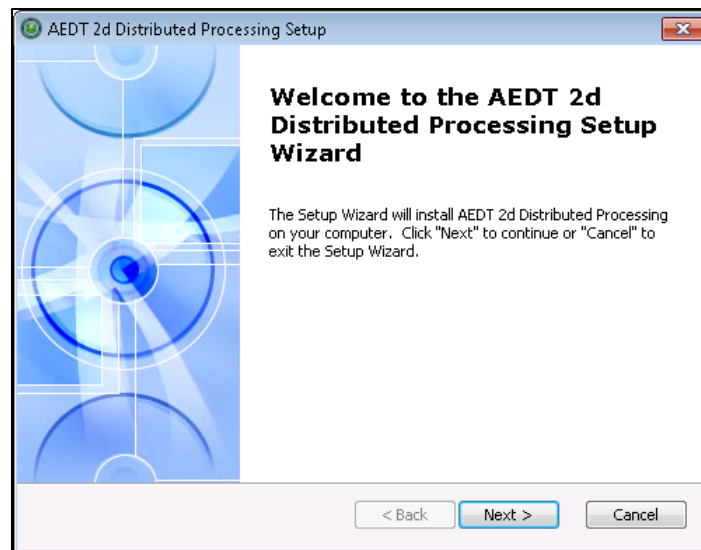 AEDT 2d Distributed Processing Setup
Welcome to the AEDT 2d
Distributed Processing Setup
Wizard
The Setup Wizard will install AEDT 2d Distributed Processing
on your computer.  Click "Next" to continue or "Cancel" to
exit the Setup Wizard.
< Back
Next >
Cancel